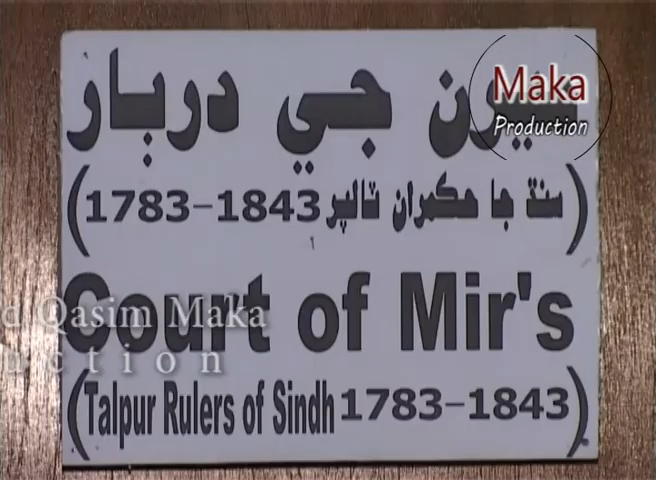 جي دربار
(سنڌ جا حڪمران ٽالپر 1783-1843)
Court of Mir's
(Talpur Rulers of Sindh 1783-1843)
Maka
Production
Qasim Maka